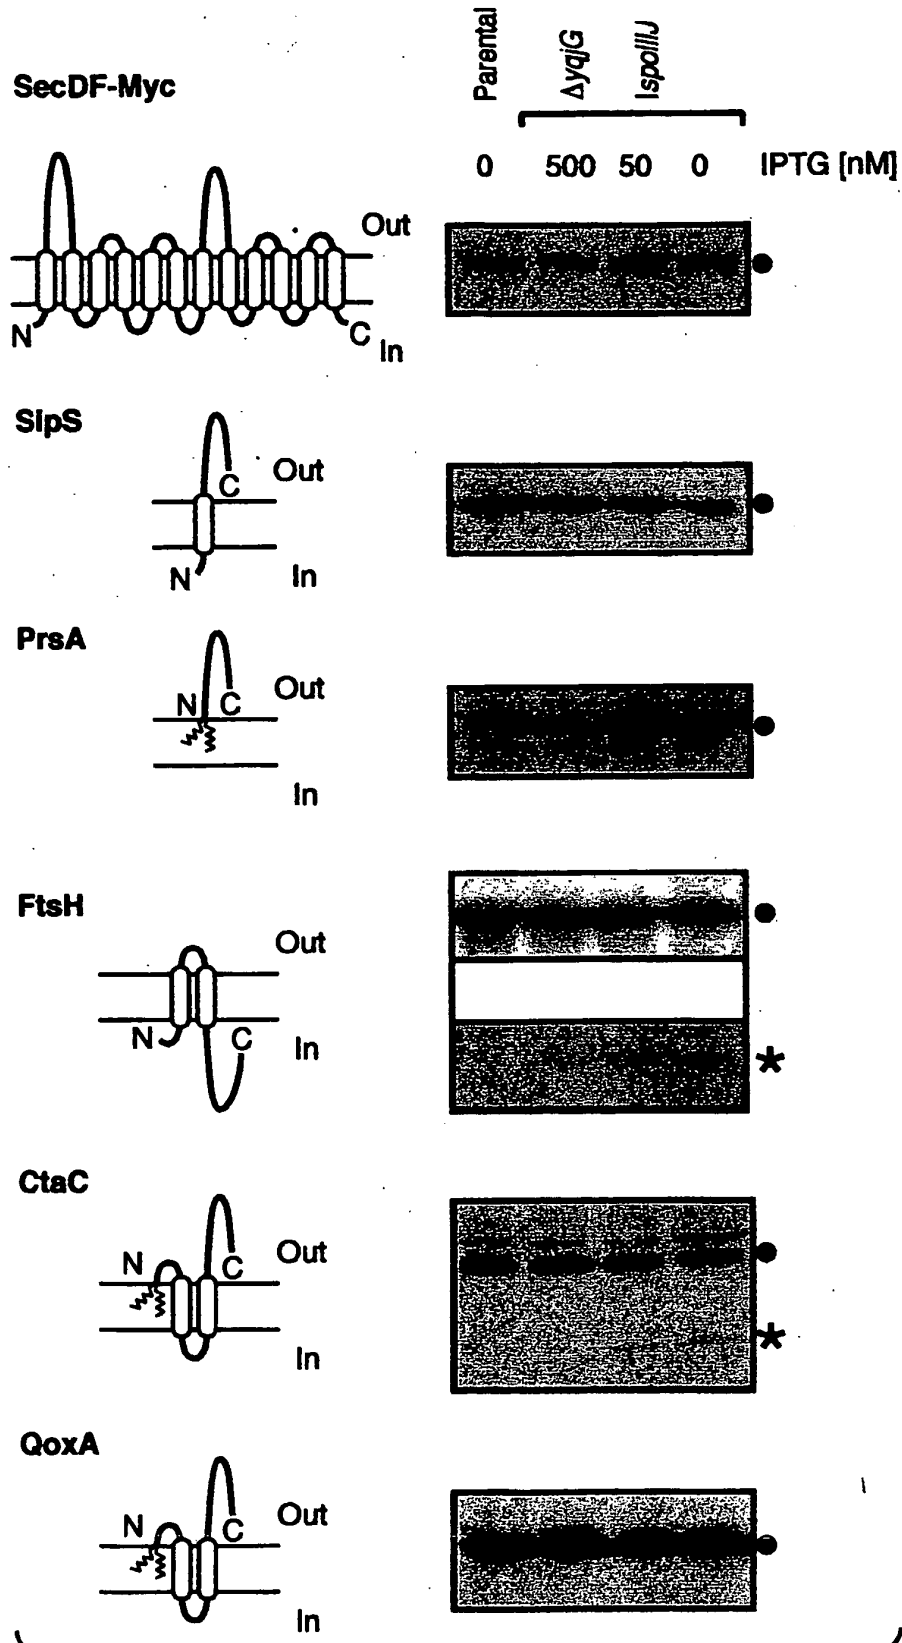 Parental
ΔyqjG
IspoIIIJ
SecDF-Myc
0 500 50 0 IPTG [nM]
Out
N
C
In
SipS
Out
C
N
In
PrsA
N
C
Out
In
FtsH
Out
N
C
In
*
CtaC
N
C
Out
In
*
QoxA
N
C
Out
In